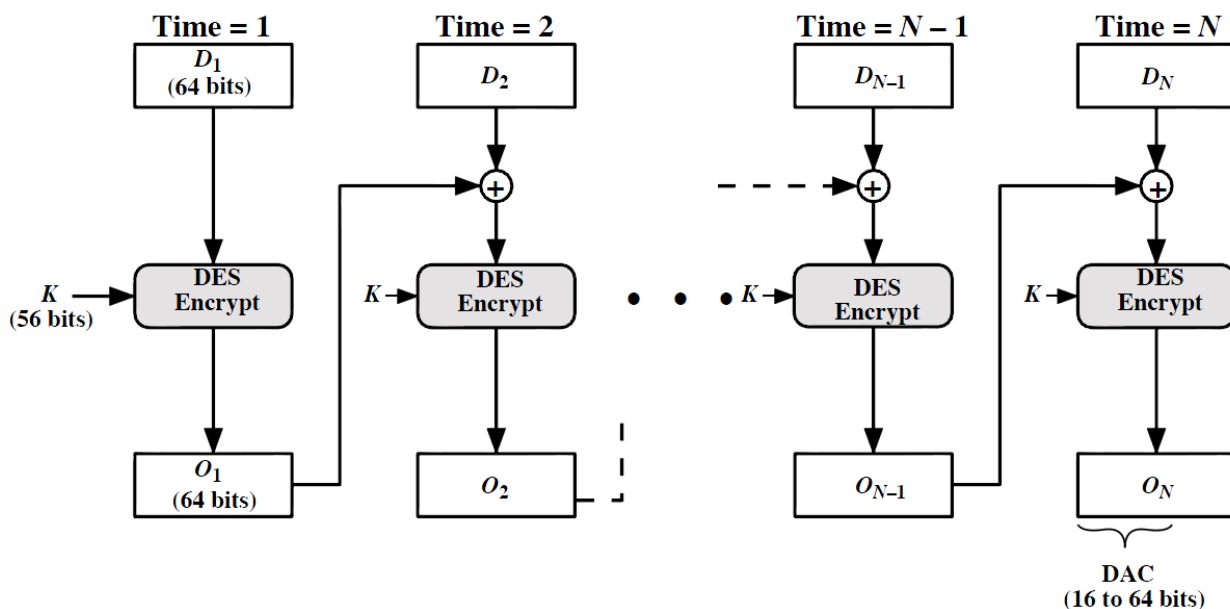 Time = 1
Time = 2
Time = N – 1
Time = N
D1
(64 bits)
D2
DN–1
DN
+
+
+
K
(56 bits)
DES
Encrypt
K
DES
Encrypt
• • •
K
DES
Encrypt
K
DES
Encrypt
O1
(64 bits)
O2
ON–1
ON
DAC
(16 to 64 bits)